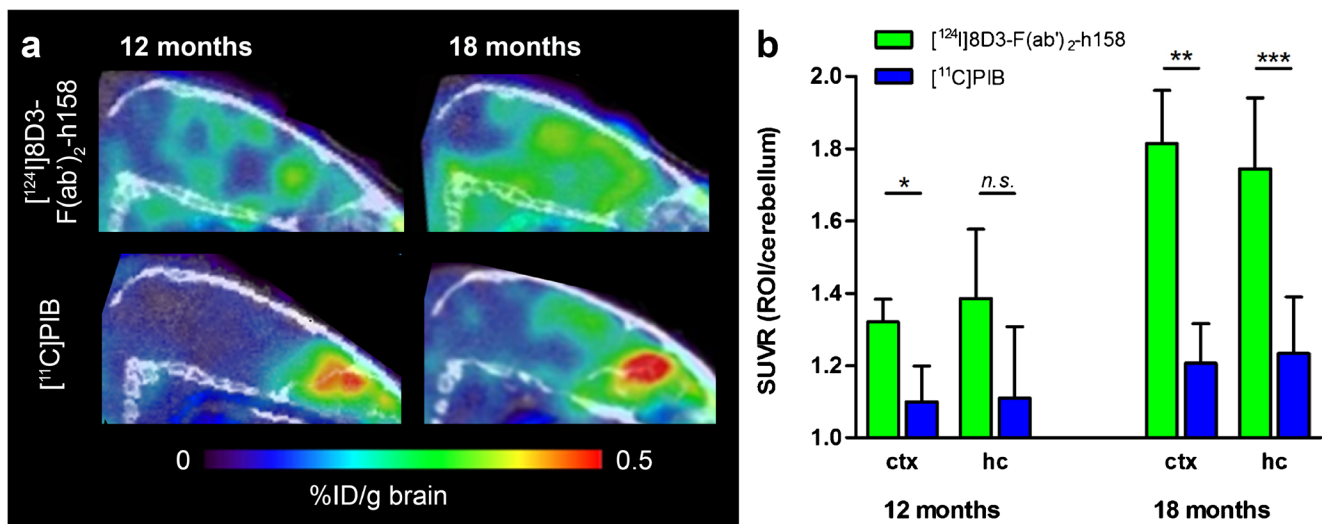 a
12 months
18 months
[¹²⁴I]8D3-
F(ab')₂-h158
[¹¹C]PIB
0
0.5
%ID/g brain
b
[¹²⁴I]8D3-F(ab')₂-h158
[¹¹C]PIB
SUVR (ROI/cerebellum)
2.0
1.8
1.6
1.4
1.2
1.0
*
n.s.
**
***
ctx
hc
ctx
hc
12 months
18 months